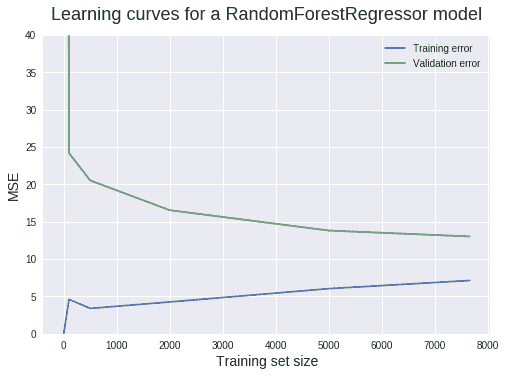 Learning curves for a RandomForestRegressor model
40
35
30
25
20
15
10
5
0
MSE
Training error
Validation error
0 1000 2000 3000 4000 5000 6000 7000 8000
Training set size